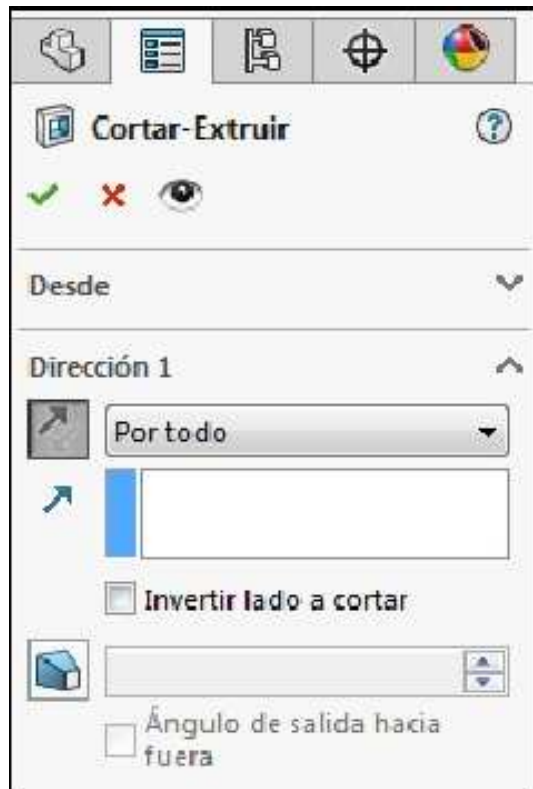 Cortar-Extruir
Desde
Dirección 1
Por todo
Invertir lado a cortar
Ángulo de salida hacia
fuera